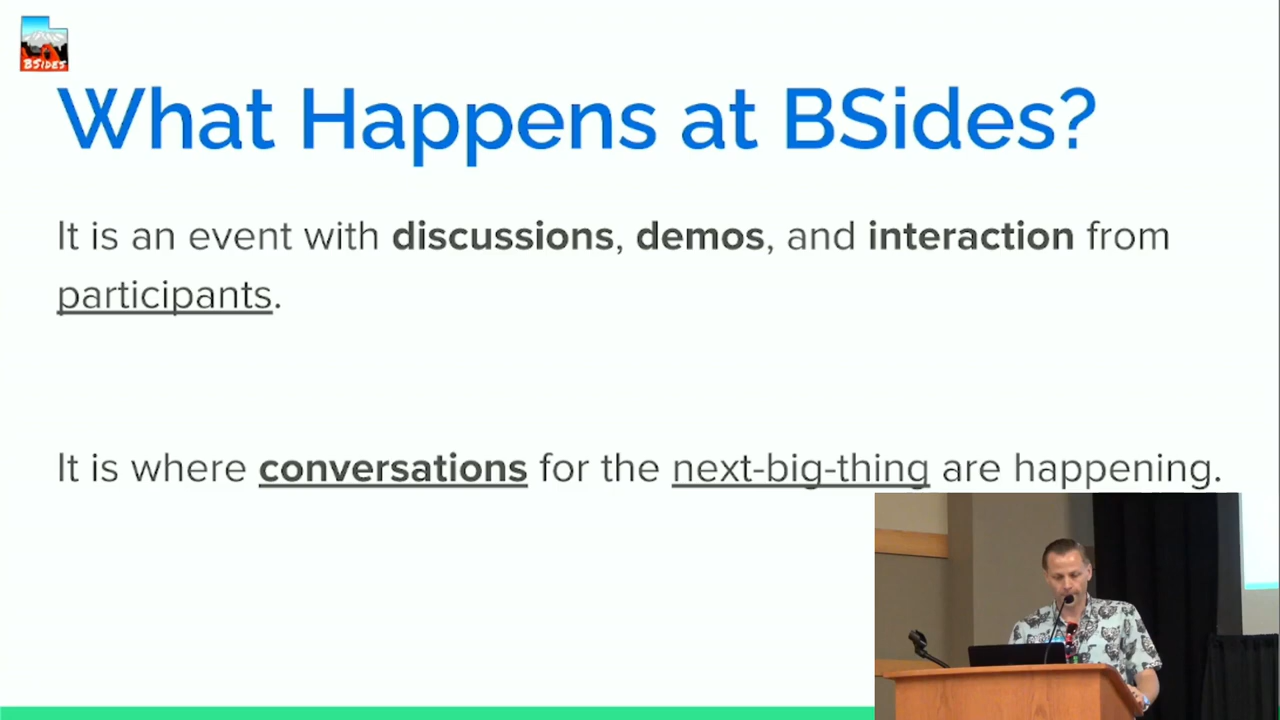 BSIDES
What Happens at BSides?
It is an event with discussions, demos, and interaction from
participants.
It is where conversations for the next-big-thing are happening.